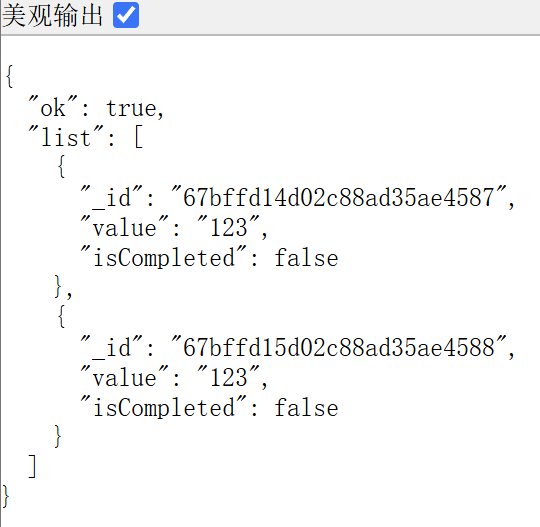 美观输出
{
  "ok": true,
  "list": [
    {
      "_id": "67bffd14d02c88ad35ae4587",
      "value": "123",
      "isCompleted": false
    },
    {
      "_id": "67bffd15d02c88ad35ae4588",
      "value": "123",
      "isCompleted": false
    }
  ]
}